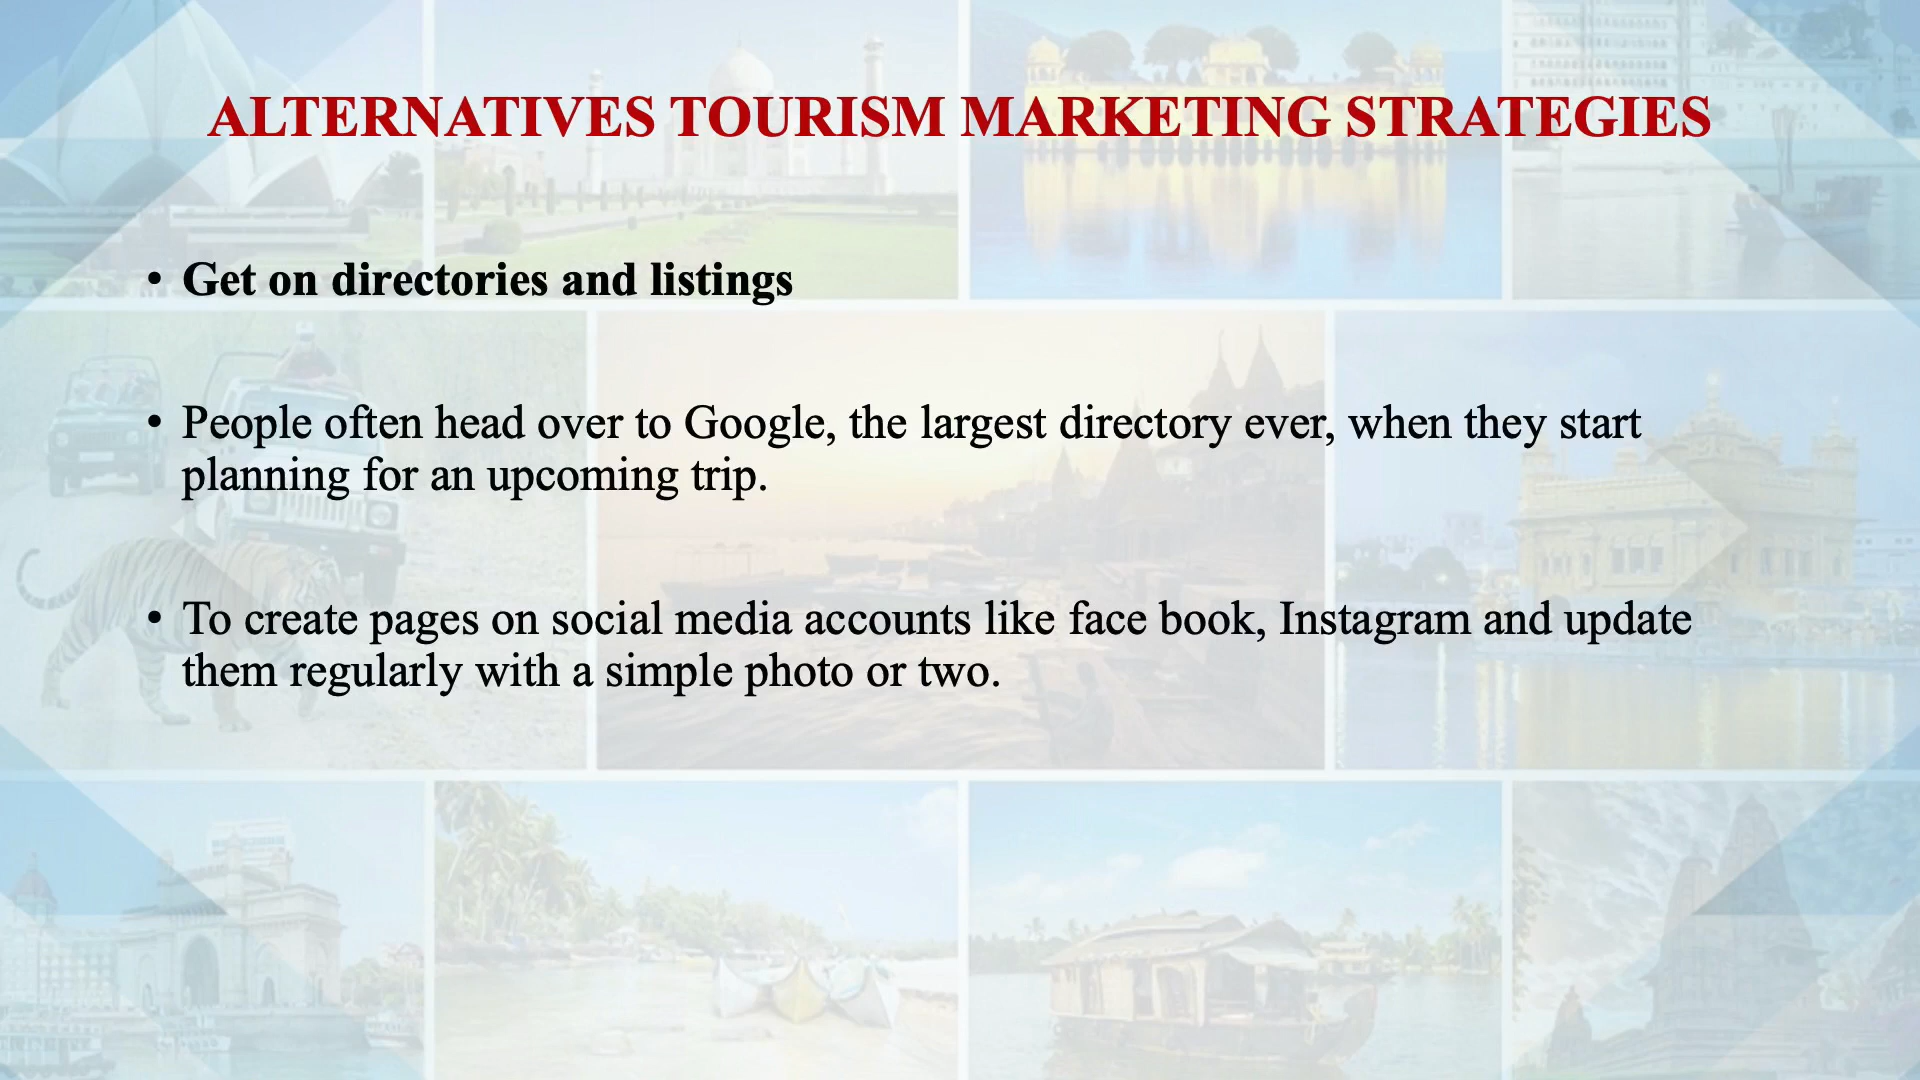 ALTERNATIVES TOURISM MARKETING STRATEGIES
• Get on directories and listings
• People often head over to Google, the largest directory ever, when they start
planning for an upcoming trip.
• To create pages on social media accounts like face book, Instagram and update
them regularly with a simple photo or two.